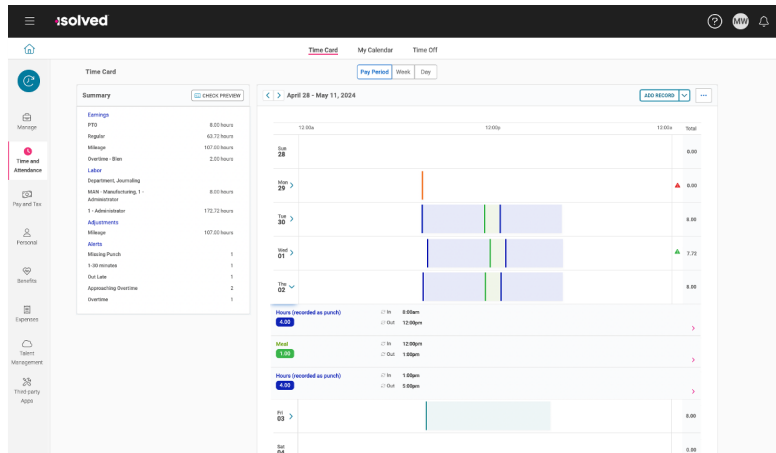 isolved
?
MW
Time Card My Calendar Time Off
Time Card
Pay Period Week Day
Manage
Time and
Attendance
Pay and Tax
Personal
Benefits
Expenses
Talent
Management
Third-party
Apps
Summary CHECK PREVIEW
Earnings
PTO 8.00 hours
Regular 63.72 hours
Mileage 107.00 hours
Overtime - Blen 2.00 hours
Labor
Department, Journaling
MAN - Manufacturing, 1 - 8.00 hours
Administrator
1 - Administrator 172.72 hours
Adjustments
Mileage 107.00 hours
Alerts
Missing Punch 1
1-30 minutes 1
Out Late 1
Approaching Overtime 2
Overtime 1
April 28 - May 11, 2024 ADD RECORD ...
12:00a 12:00p 12:00a Total
Sun
28 0.00
Mon
29 0.00
Tue
30 8.00
Wed
01 7.72
Thu
02 8.00
Hours (recorded as punch) In 8:00am
4.00 Out 12:00pm
Meal In 12:00pm
1.00 Out 1:00pm
Hours (recorded as punch) In 1:00pm
4.00 Out 5:00pm
Fri
03 8.00
Sat
04 0.00